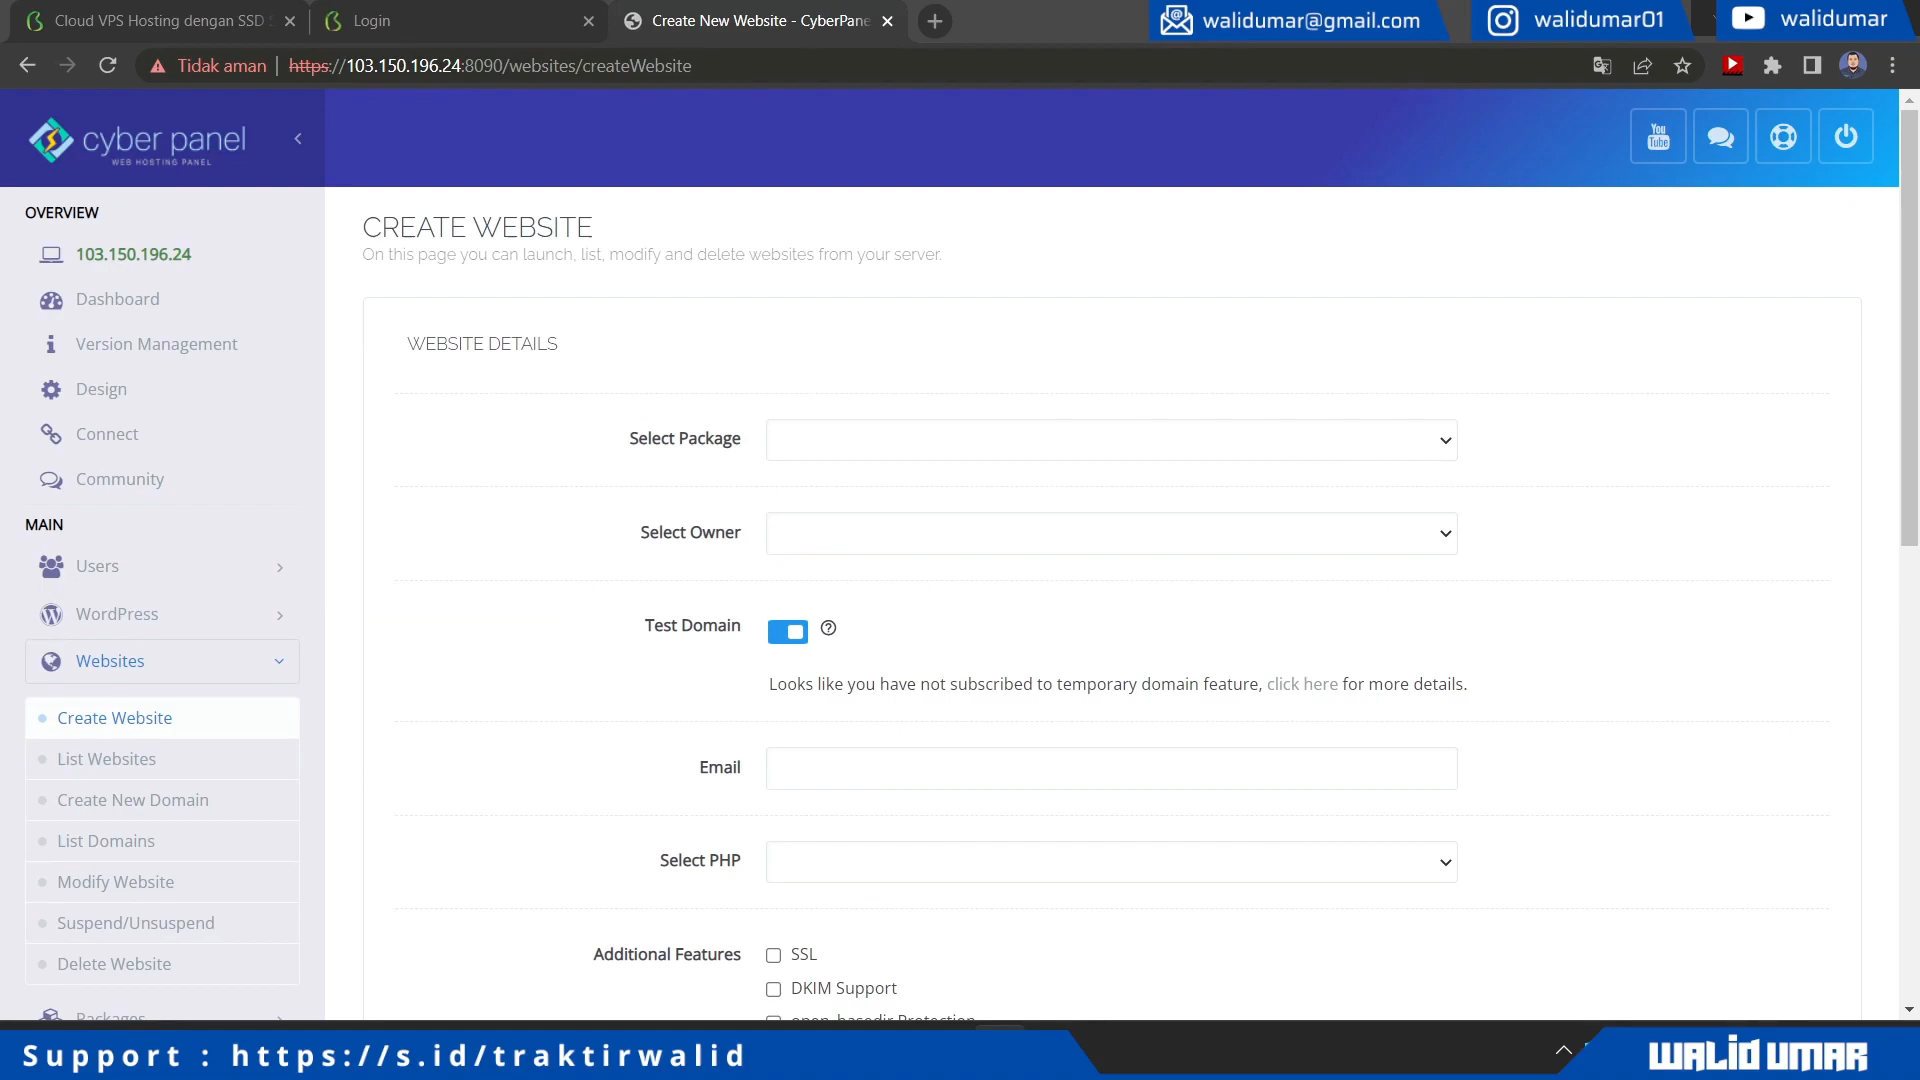 Cloud VPS Hosting dengan SSD
Login
Create New Website - CyberPane
walidumar@gmail.com
walidumar01
walidumar
Tidak aman
https://103.150.196.24:8090/websites/createWebsite
cyber panel
WEB HOSTING PANEL
You
Tube
OVERVIEW
103.150.196.24
Dashboard
Version Management
Design
Connect
Community
MAIN
Users
WordPress
Websites
Create Website
List Websites
Create New Domain
List Domains
Modify Website
Suspend/Unsuspend
Delete Website
Packages
CREATE WEBSITE
On this page you can launch, list, modify and delete websites from your server.
WEBSITE DETAILS
Select Package
Select Owner
Test Domain
Looks like you have not subscribed to temporary domain feature, click here for more details.
Email
Select PHP
Additional Features
SSL
DKIM Support
open_basedir Protection
Support : https://s.id/traktirwalid
WALID UMAR